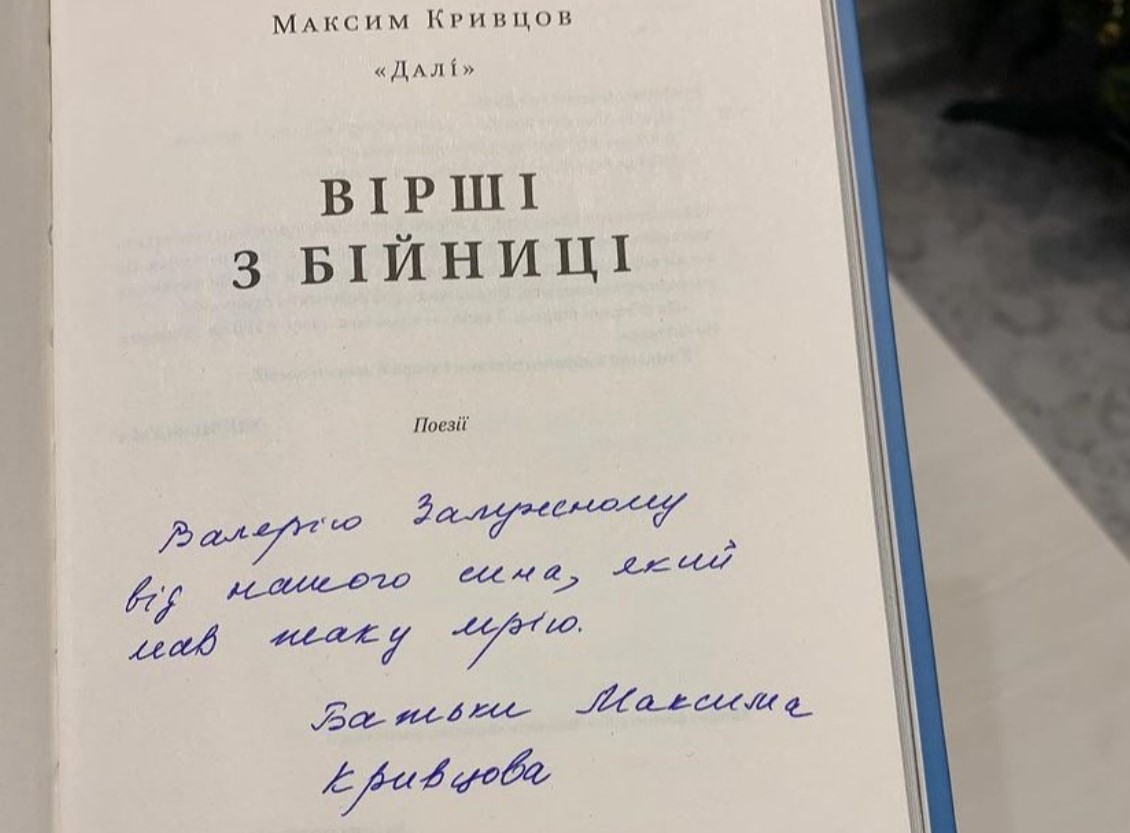 Максим Кривцов
«Далі́»
ВІРШІ
З БІЙНИЦІ
Поезії
Валерію Залужному
від нашого сина, який
мав таку мрію.
Батьки Максима
Кривцова